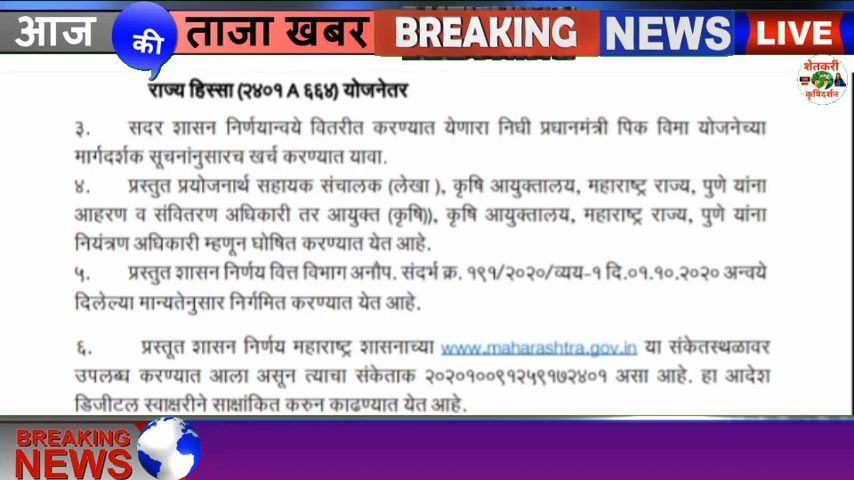 आज की ताजा खबर BREAKING NEWS LIVE
शेतकरी
कृषिदर्शन
राज्य हिस्सा (२४०१ A ६६४) योजनेतर
३. सदर शासन निर्णयान्वये वितरीत करण्यात येणारा निधी प्रधानमंत्री पिक विमा योजनेच्या
मार्गदर्शक सूचनांनुसारच खर्च करण्यात यावा.
४. प्रस्तुत प्रयोजनार्थ सहायक संचालक (लेखा ), कृषि आयुक्तालय, महाराष्ट्र राज्य, पुणे यांना
आहरण व संवितरण अधिकारी तर आयुक्त (कृषि)), कृषि आयुक्तालय, महाराष्ट्र राज्य, पुणे यांना
नियंत्रण अधिकारी म्हणून घोषित करण्यात येत आहे.
५. प्रस्तुत शासन निर्णय वित्त विभाग अनौप. संदर्भ क्र. १९१/२०२०/व्यय-१ दि.०१.१०.२०२० अन्वये
दिलेल्या मान्यतेनुसार निर्गमित करण्यात येत आहे.
६. प्रस्तूत शासन निर्णय महाराष्ट्र शासनाच्या www.maharashtra.gov.in या संकेतस्थळावर
उपलब्ध करण्यात आला असून त्याचा संकेताक २०२०१००९१२५९१७२४०१ असा आहे. हा आदेश
डिजीटल स्वाक्षरीने साक्षांकित करुन काढण्यात येत आहे.
BREAKING
NEWS